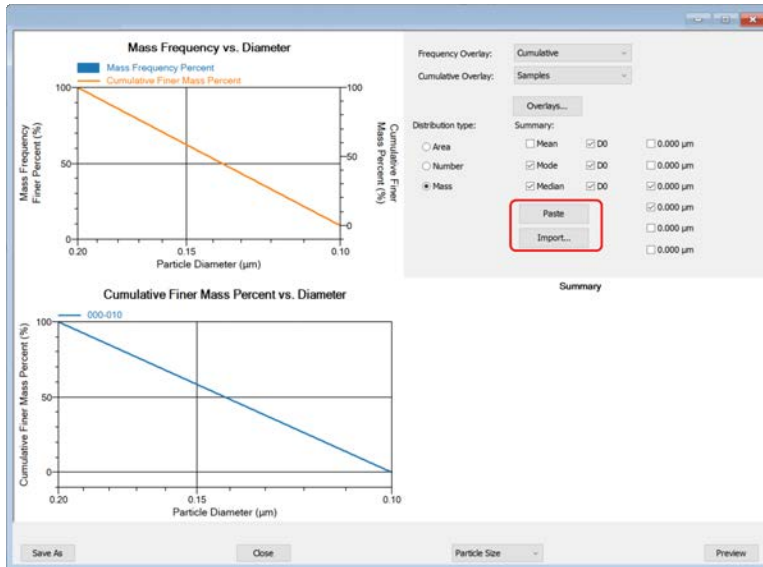 Mass Frequency vs. Diameter
Mass Frequency Percent
Cumulative Finer Mass Percent
100
50
0
Mass Frequency
Finer Percent (%)
100
50
0
Cumulative Finer
Mass Percent (%)
0.20
0.15
0.10
Particle Diameter (µm)
Frequency Overlay:
Cumulative
Cumulative Overlay:
Samples
Overlays...
Distribution type:
Summary:
Area
Mean
D0
0.000 µm
Number
Mode
D0
0.000 µm
Mass
Median
D0
0.000 µm
Paste
0.000 µm
Import...
0.000 µm
0.000 µm
Summary
Cumulative Finer Mass Percent vs. Diameter
000-010
100
50
0
Cumulative Finer Mass Percent (%)
0.20
0.15
0.10
Particle Diameter (µm)
Save As
Close
Particle Size
Preview